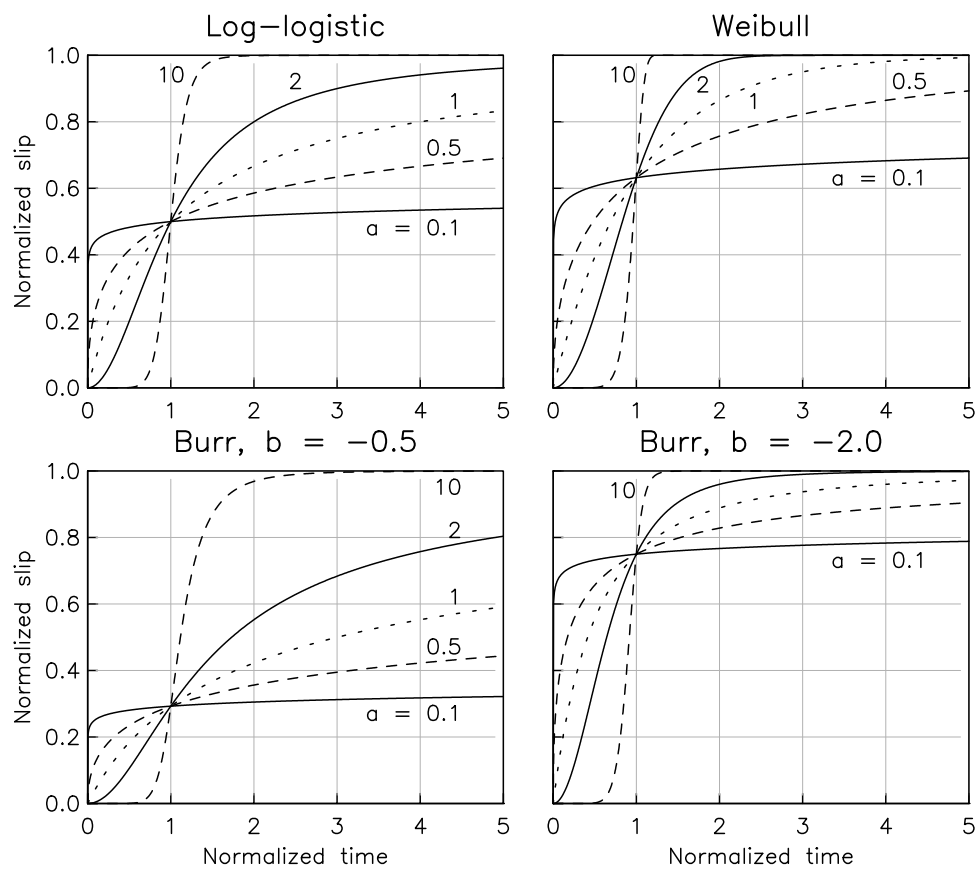 Log-logistic
Weibull
1.0
0.8
0.6
0.4
0.2
0.0
Normalized slip
10
2
1
0.5
a = 0.1
0 1 2 3 4 5
10
2
1
0.5
a = 0.1
0 1 2 3 4 5
Burr, b = −0.5
Burr, b = −2.0
1.0
0.8
0.6
0.4
0.2
0.0
Normalized slip
10
2
1
0.5
a = 0.1
0 1 2 3 4 5
Normalized time
10
a = 0.1
0 1 2 3 4 5
Normalized time